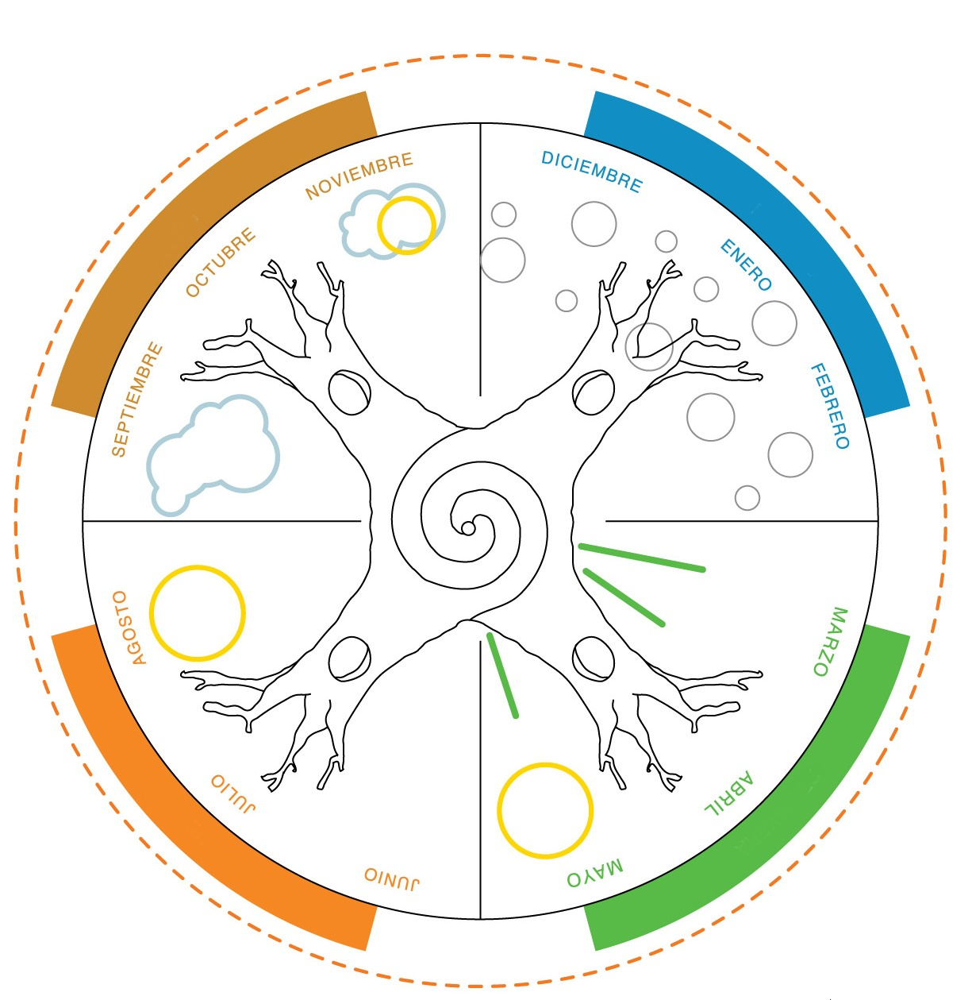 DICIEMBRE
ENERO
FEBRERO
MARZO
ABRIL
MAYO
JUNIO
JULIO
AGOSTO
SEPTIEMBRE
OCTUBRE
NOVIEMBRE